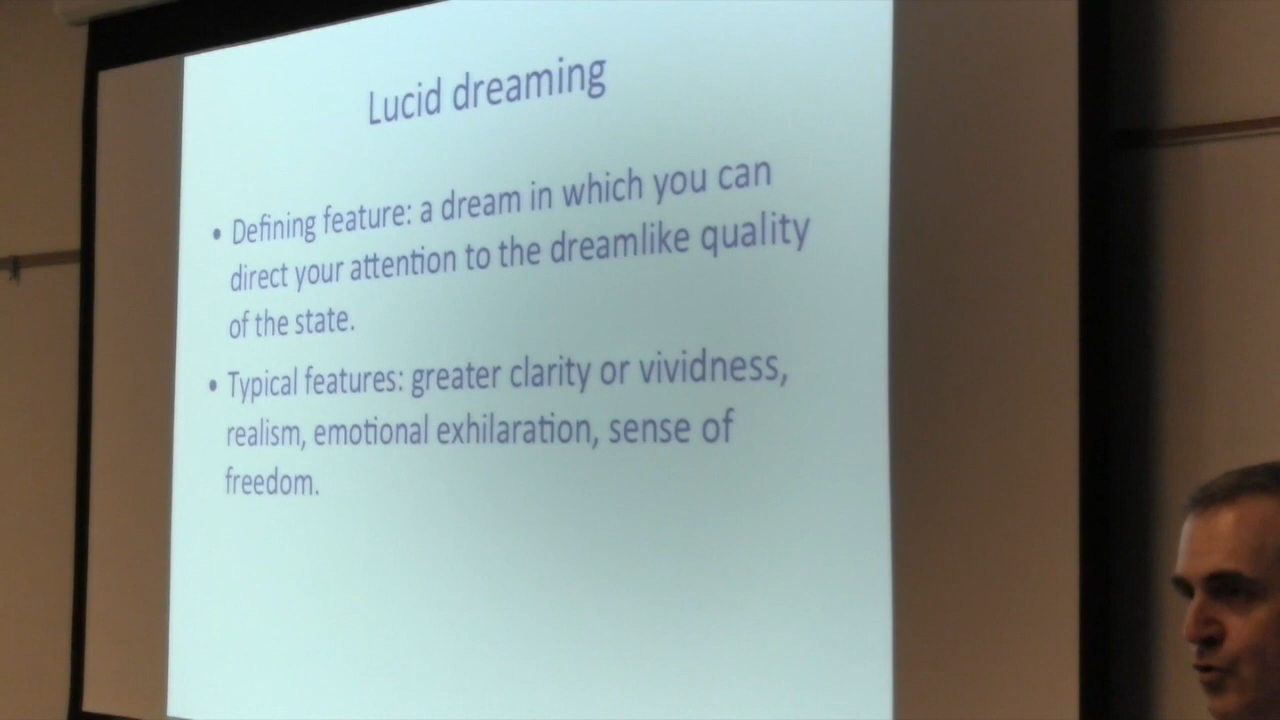 Lucid dreaming
• Defining feature: a dream in which you can
direct your attention to the dreamlike quality
of the state.
• Typical features: greater clarity or vividness,
realism, emotional exhilaration, sense of
freedom.